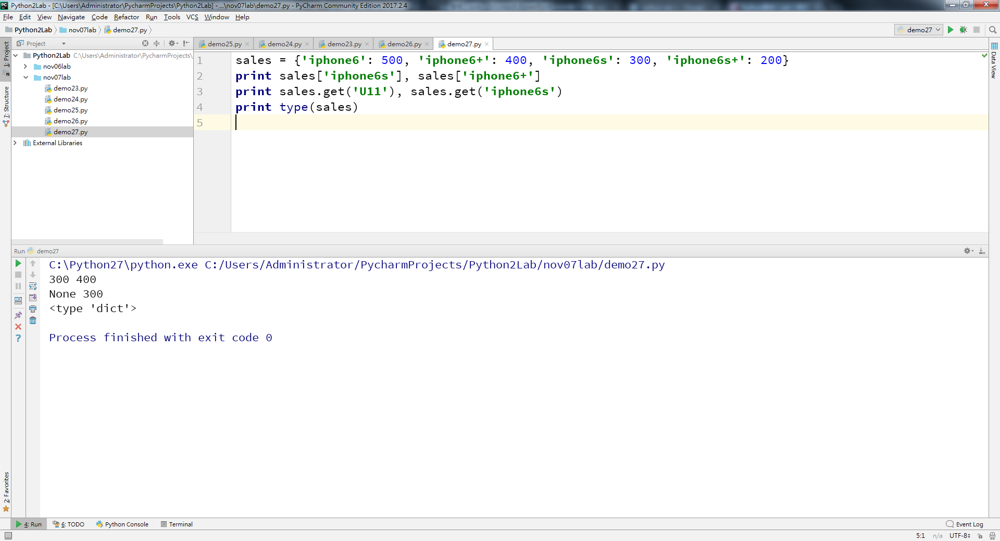 Python2Lab - [C:\Users\Administrator\PycharmProjects\Python2Lab] - ...\nov07lab\demo27.py - PyCharm Community Edition 2017.2.4
File Edit View Navigate Code Refactor Run Tools VCS Window Help
Python2Lab nov07lab demo27.py
demo27
1: Project
7: Structure
2: Favorites
Project
Python2Lab C:\Users\Administrator\PycharmProjects\
nov06lab
nov07lab
demo23.py
demo24.py
demo25.py
demo26.py
demo27.py
External Libraries
demo25.py demo24.py demo23.py demo26.py demo27.py
1 sales = {'iphone6': 500, 'iphone6+': 400, 'iphone6s': 300, 'iphone6s+': 200}
2 print sales['iphone6s'], sales['iphone6+']
3 print sales.get('U11'), sales.get('iphone6s')
4 print type(sales)
5
Data View
Run demo27
C:\Python27\python.exe C:/Users/Administrator/PycharmProjects/Python2Lab/nov07lab/demo27.py
300 400
None 300
<type 'dict'>
Process finished with exit code 0
4: Run 6: TODO Python Console Terminal
Event Log
5:1 n/a UTF-8